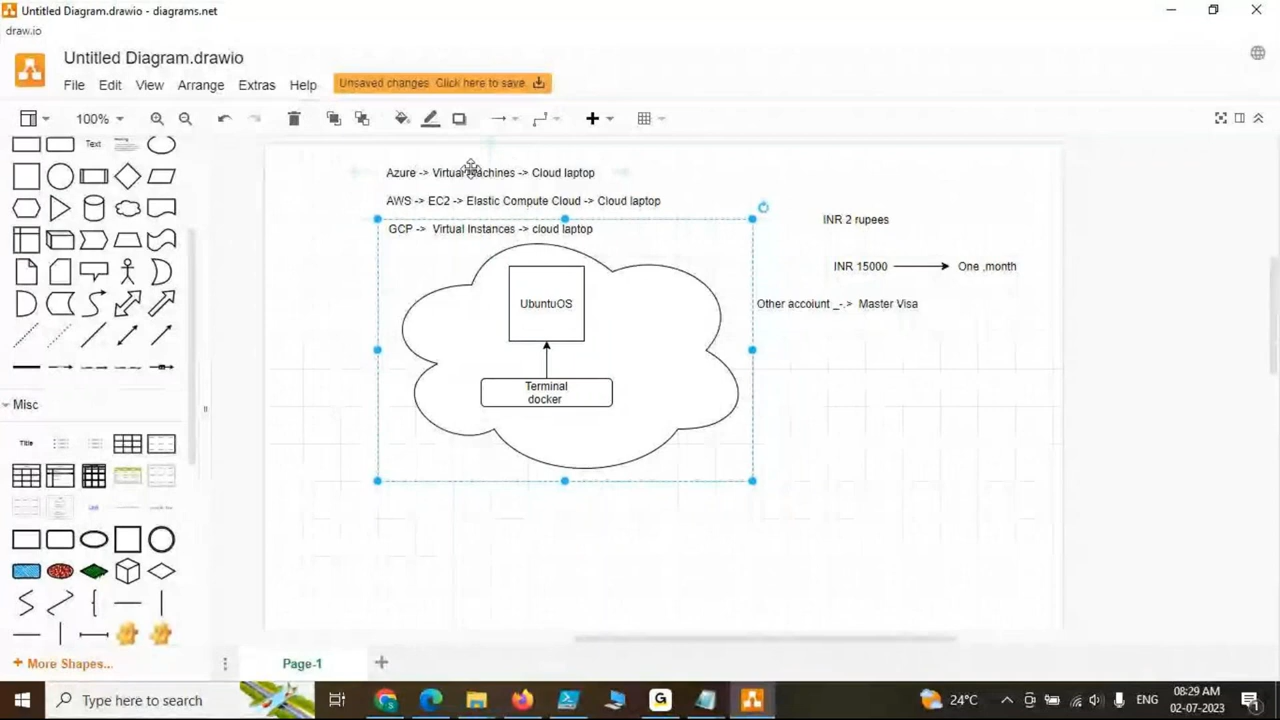 Untitled Diagram.drawio - diagrams.net
draw.io
Untitled Diagram.drawio
File Edit View Arrange Extras Help
Unsaved changes. Click here to save.
100%
Text
Azure -> Virtual machines -> Cloud laptop
AWS -> EC2 -> Elastic Compute Cloud -> Cloud laptop
GCP -> Virtual Instances -> cloud laptop
INR 2 rupees
INR 15000
One ,month
UbuntuOS
Other accoiunt _-.> Master Visa
Terminal
docker
Misc
Title
+ More Shapes...
Page-1
Type here to search
24°C
ENG
08:29 AM
02-07-2023